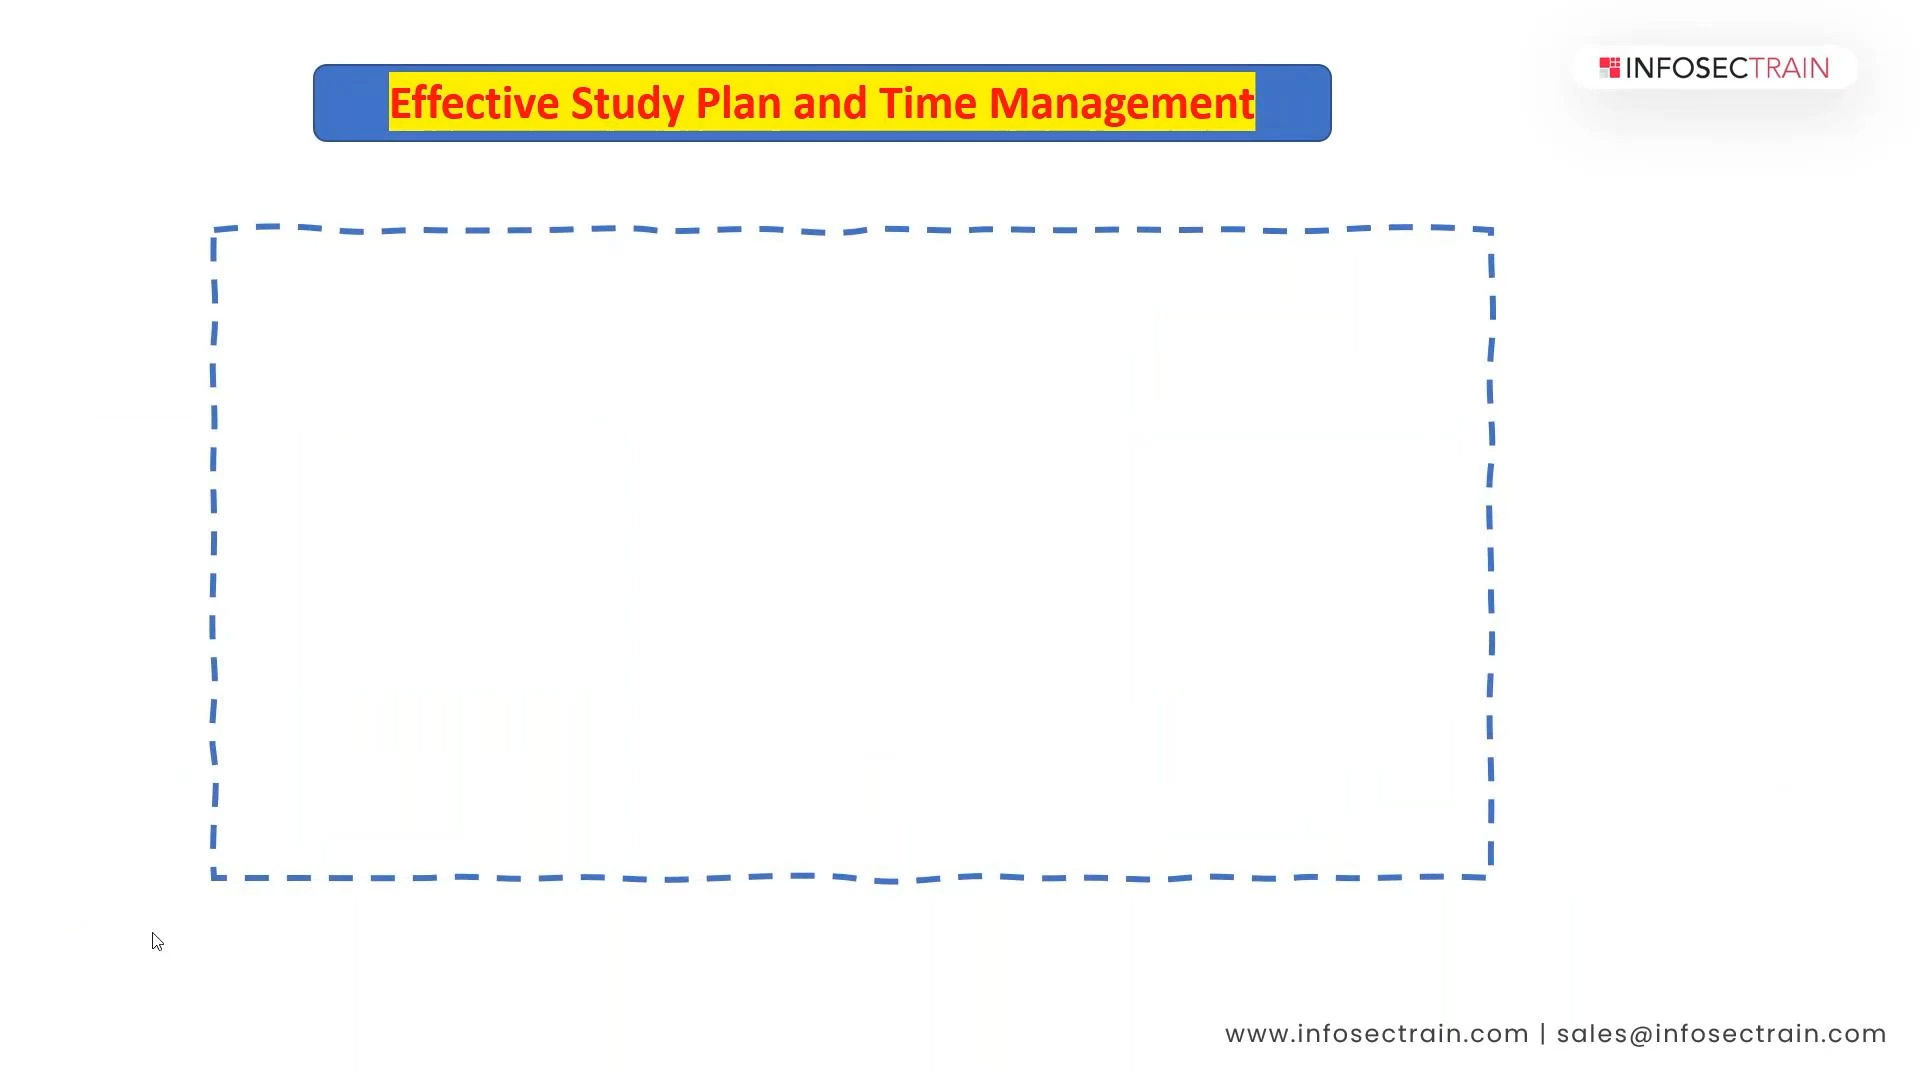 Effective Study Plan and Time Management
INFOSECTRAIN
www.infosectrain.com | sales@infosectrain.com